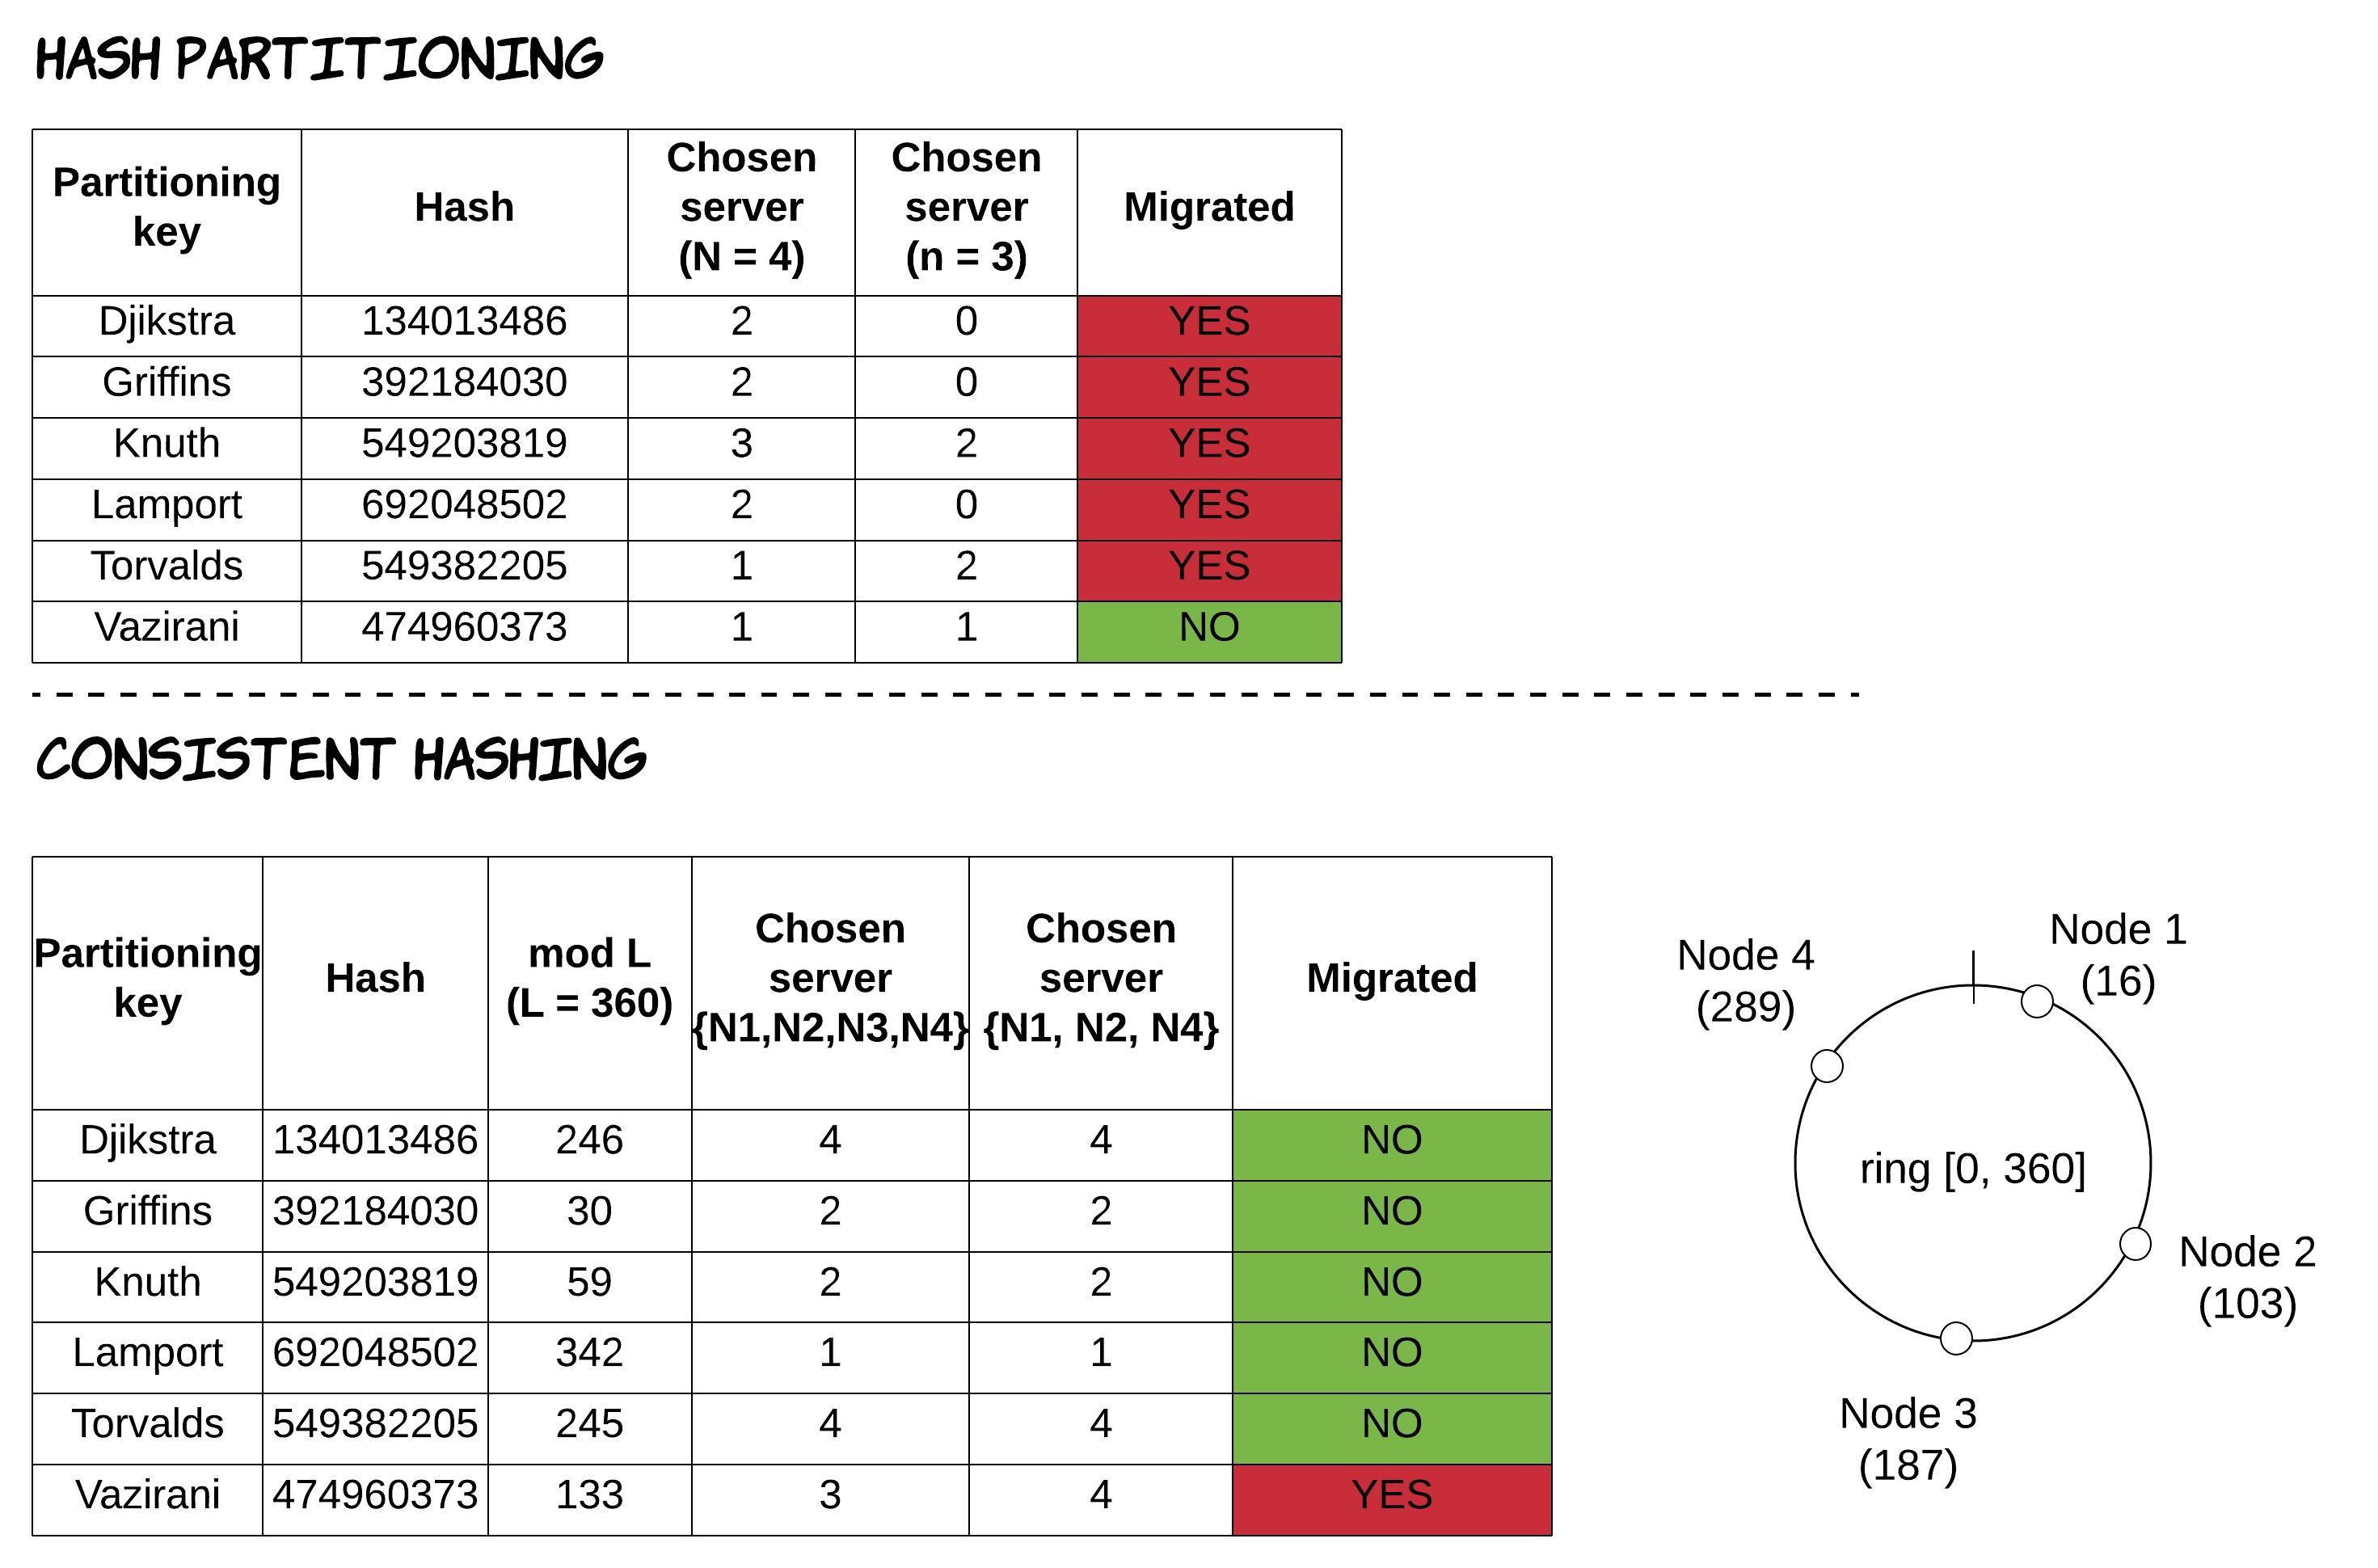 HASH PARTITIONING
Partitioning key
Hash
Chosen server (N = 4)
Chosen server (n = 3)
Migrated
Djikstra 134013486 2 0 YES
Griffins 392184030 2 0 YES
Knuth 549203819 3 2 YES
Lamport 692048502 2 0 YES
Torvalds 549382205 1 2 YES
Vazirani 474960373 1 1 NO
CONSISTENT HASHING
Partitioning key
Hash
mod L (L = 360)
Chosen server {N1,N2,N3,N4}
Chosen server {N1, N2, N4}
Migrated
Djikstra 134013486 246 4 4 NO
Griffins 392184030 30 2 2 NO
Knuth 549203819 59 2 2 NO
Lamport 692048502 342 1 1 NO
Torvalds 549382205 245 4 4 NO
Vazirani 474960373 133 3 4 YES
Node 1
(16)
Node 4
(289)
ring [0, 360]
Node 2
(103)
Node 3
(187)